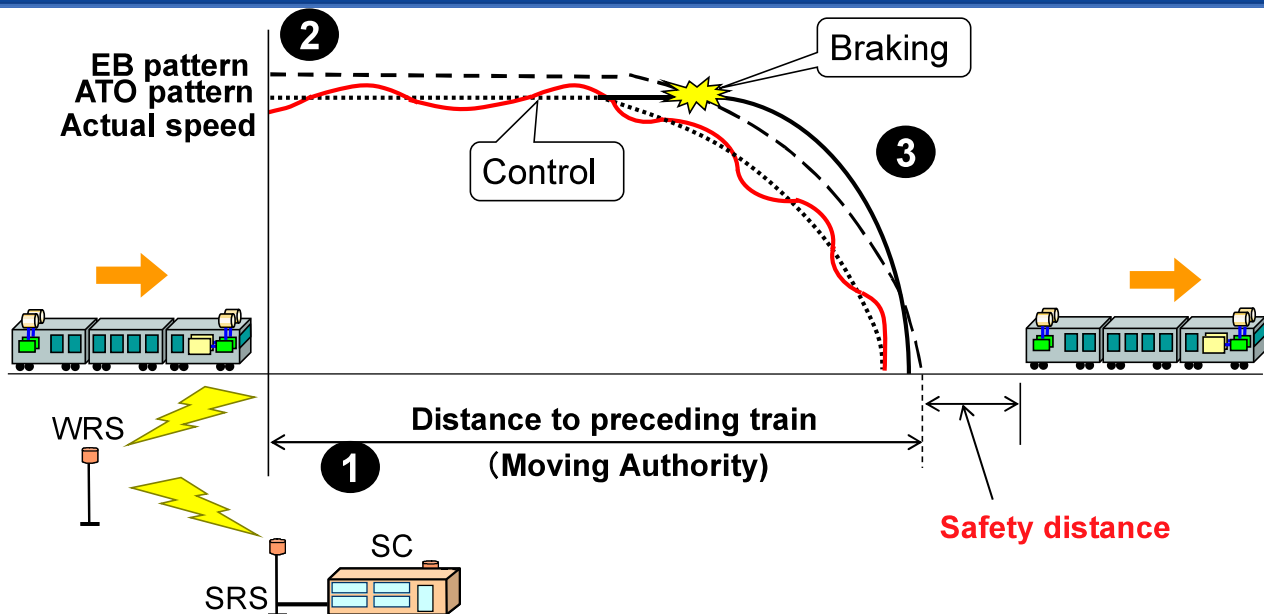 2
Braking
EB pattern
ATO pattern
Actual speed
Control
3
WRS
Distance to preceding train
1
（Moving Authority)
Safety distance
SC
SRS